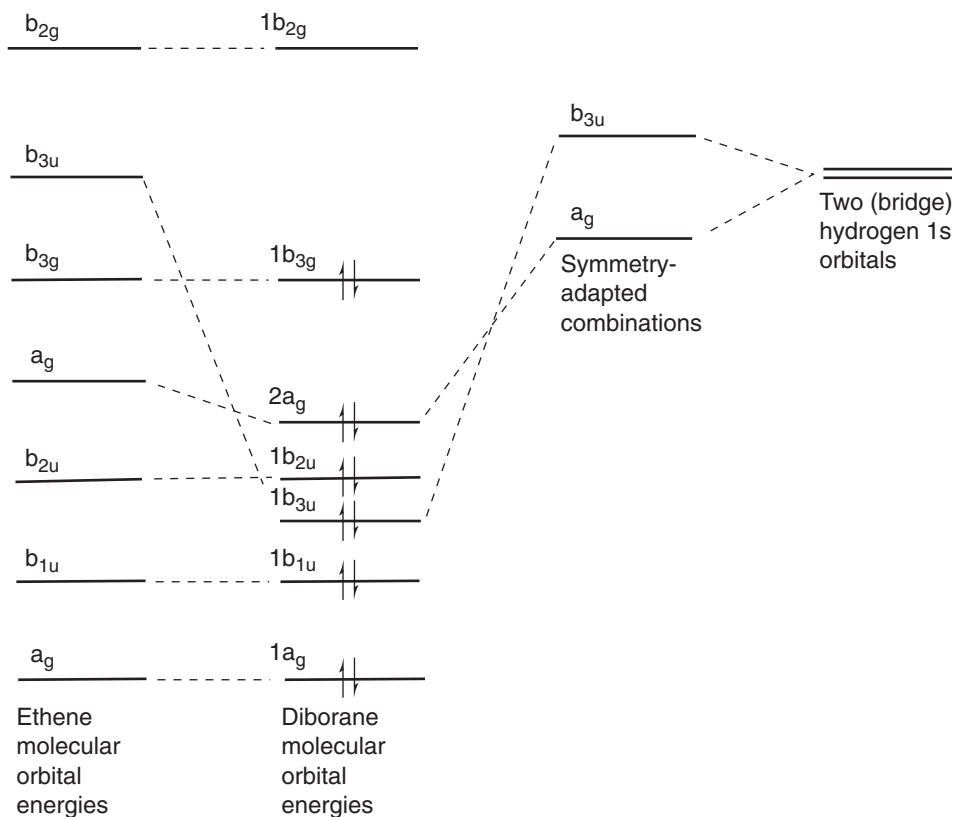 b2g
1b2g
b3u
b3u
Two (bridge)
hydrogen 1s
orbitals
b3g
1b3g
ag
Symmetry-
adapted
combinations
ag
2ag
b2u
1b2u
1b3u
b1u
1b1u
ag
1ag
Ethene
molecular
orbital
energies
Diborane
molecular
orbital
energies